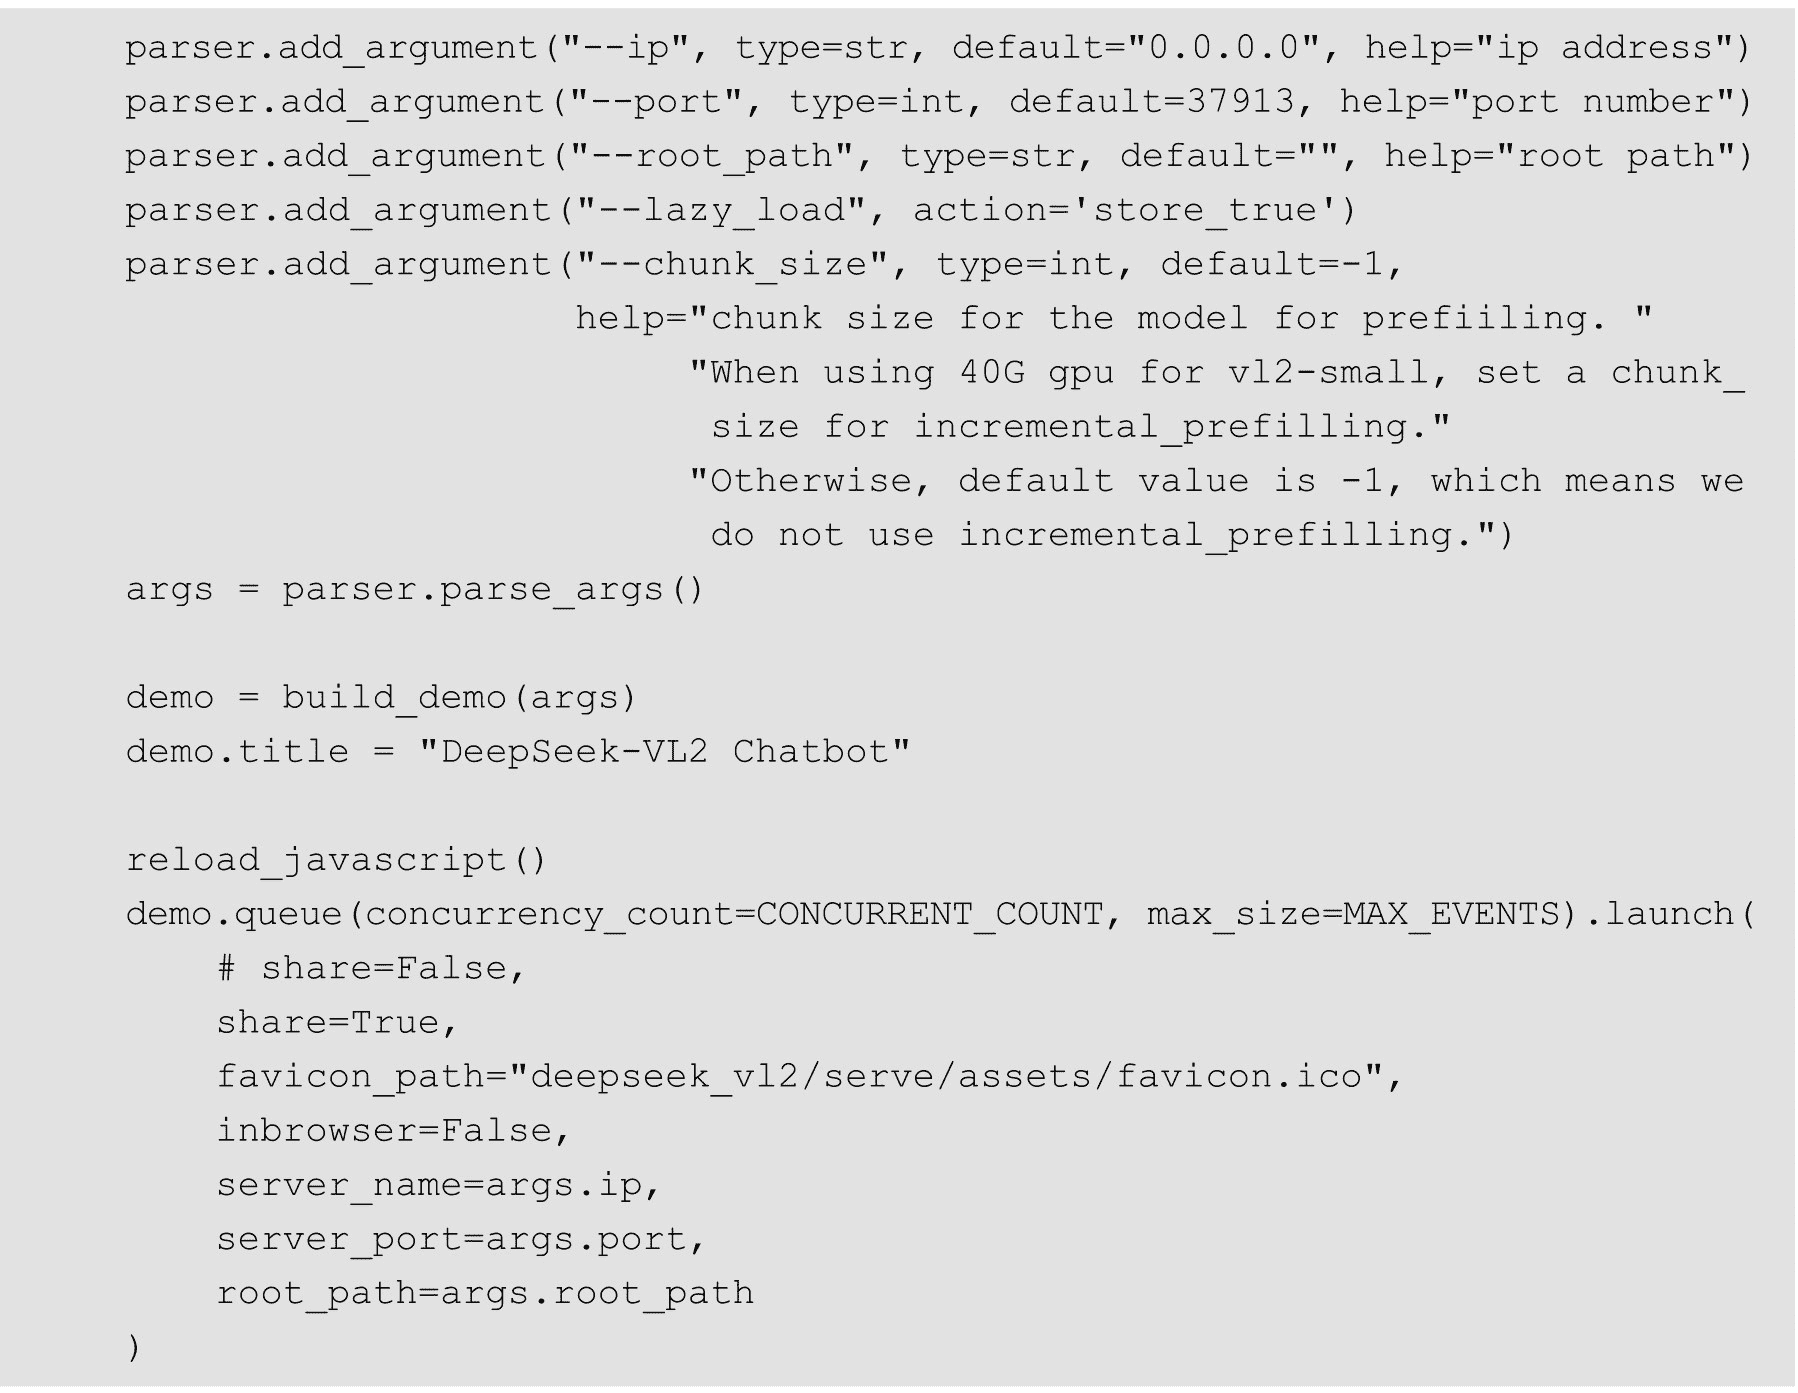 parser.add_argument("--ip", type=str, default="0.0.0.0", help="ip address")
parser.add_argument("--port", type=int, default=37913, help="port number")
parser.add_argument("--root_path", type=str, default="", help="root path")
parser.add_argument("--lazy_load", action='store_true')
parser.add_argument("--chunk_size", type=int, default=-1,
help="chunk size for the model for prefiiling. "
"When using 40G gpu for vl2-small, set a chunk_
size for incremental_prefilling."
"Otherwise, default value is -1, which means we
do not use incremental_prefilling.")
args = parser.parse_args()
demo = build_demo(args)
demo.title = "DeepSeek-VL2 Chatbot"
reload_javascript()
demo.queue(concurrency_count=CONCURRENT_COUNT, max_size=MAX_EVENTS).launch(
# share=False,
share=True,
favicon_path="deepseek_vl2/serve/assets/favicon.ico",
inbrowser=False,
server_name=args.ip,
server_port=args.port,
root_path=args.root_path
)